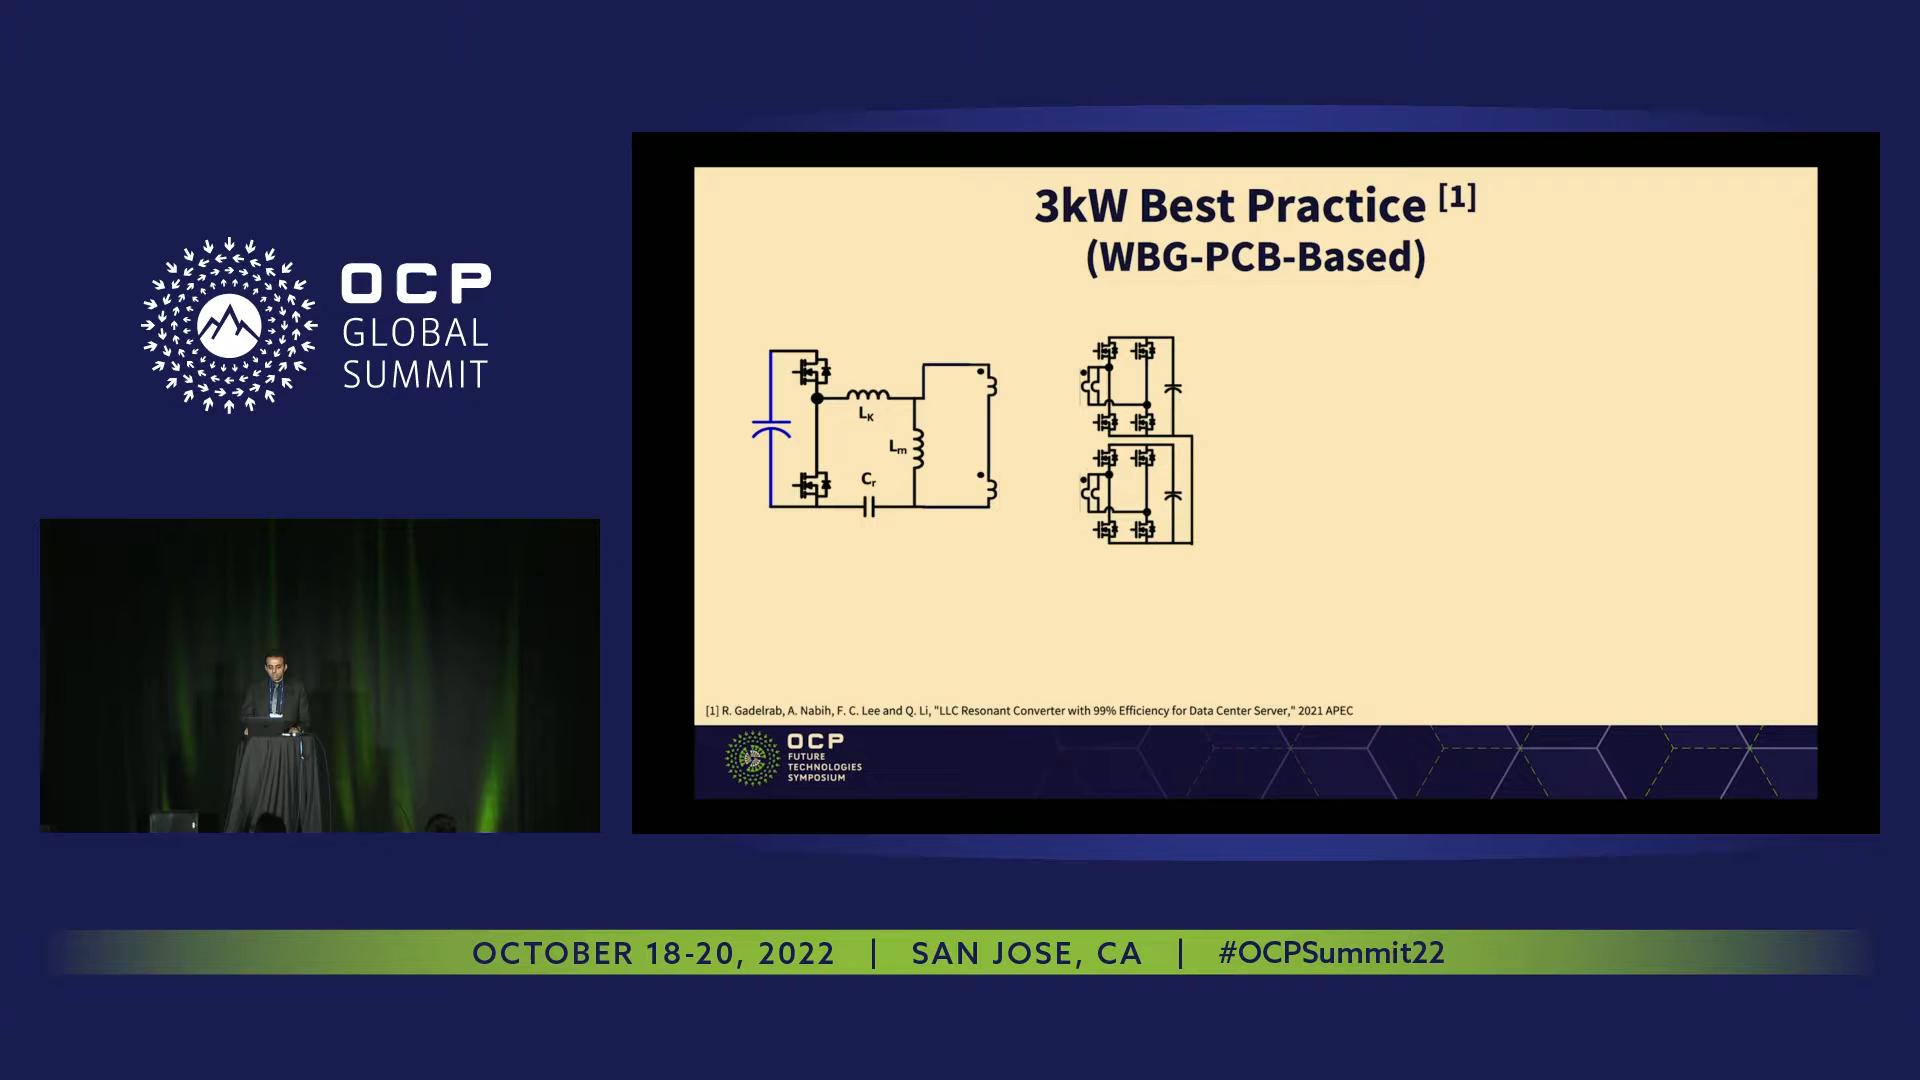 OCP
GLOBAL
SUMMIT
3kW Best Practice [1]
(WBG-PCB-Based)
LK
Lm
Cr
[1] R. Gadelrab, A. Nabih, F. C. Lee and Q. Li, "LLC Resonant Converter with 99% Efficiency for Data Center Server," 2021 APEC
OCP
FUTURE
TECHNOLOGIES
SYMPOSIUM
OCTOBER 18-20, 2022 | SAN JOSE, CA | #OCPSummit22